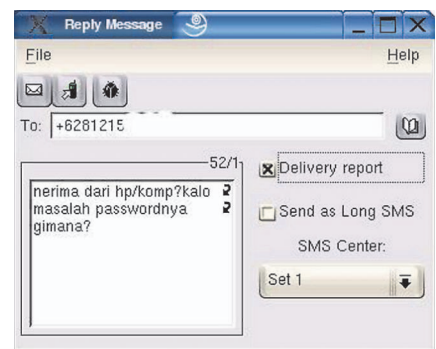 Reply Message
File Help
To: +6281215
52/1
nerima dari hp/komp?kalo
masalah passwordnya
gimana?
Delivery report
Send as Long SMS
SMS Center:
Set 1